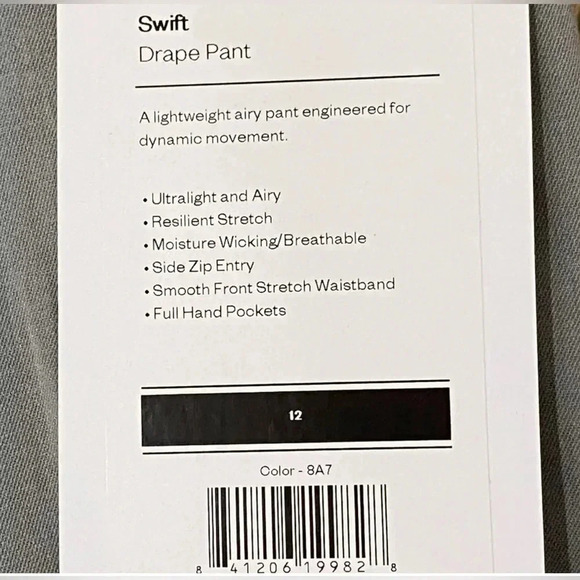 Swift
Drape Pant
A lightweight airy pant engineered for
dynamic movement.
• Ultralight and Airy
• Resilient Stretch
• Moisture Wicking/Breathable
• Side Zip Entry
• Smooth Front Stretch Waistband
• Full Hand Pockets
12
Color - 8A7
8 41206 19982 8